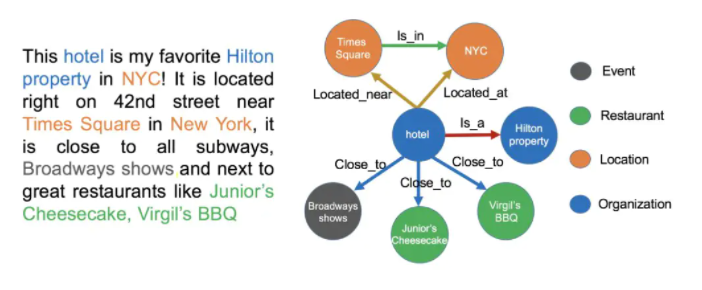 This hotel is my favorite Hilton
property in NYC! It is located
right on 42nd street near
Times Square in New York, it
is close to all subways,
Broadways shows and next to
great restaurants like Junior's
Cheesecake, Virgil's BBQ
Times
Square
Is_in
NYC
Located_near
Located_at
hotel
Is_a
Hilton
property
Close_to
Close_to
Close_to
Broadways
shows
Junior's
Cheesecake
Virgil's
BBQ
Event
Restaurant
Location
Organization